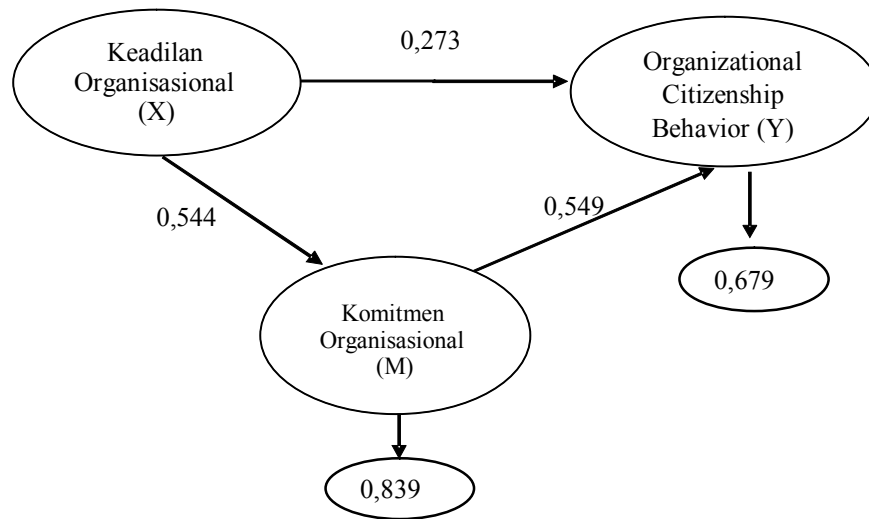 Keadilan
Organisasional
(X)
0,273
Organizational
Citizenship
Behavior (Y)
0,544
0,549
Komitmen
Organisasional
(M)
0,679
0,839